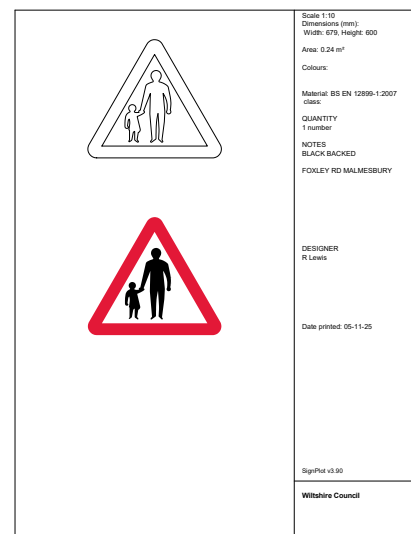 Scale 1:10
Dimensions (mm):
Width: 679, Height: 600
Area: 0.24 m²
Colours:
Material: BS EN 12899-1:2007
class:
QUANTITY
1 number
NOTES
BLACK BACKED
FOXLEY RD MALMESBURY
DESIGNER
R Lewis
Date printed: 05-11-25
SignPlot v3.90
Wiltshire Council